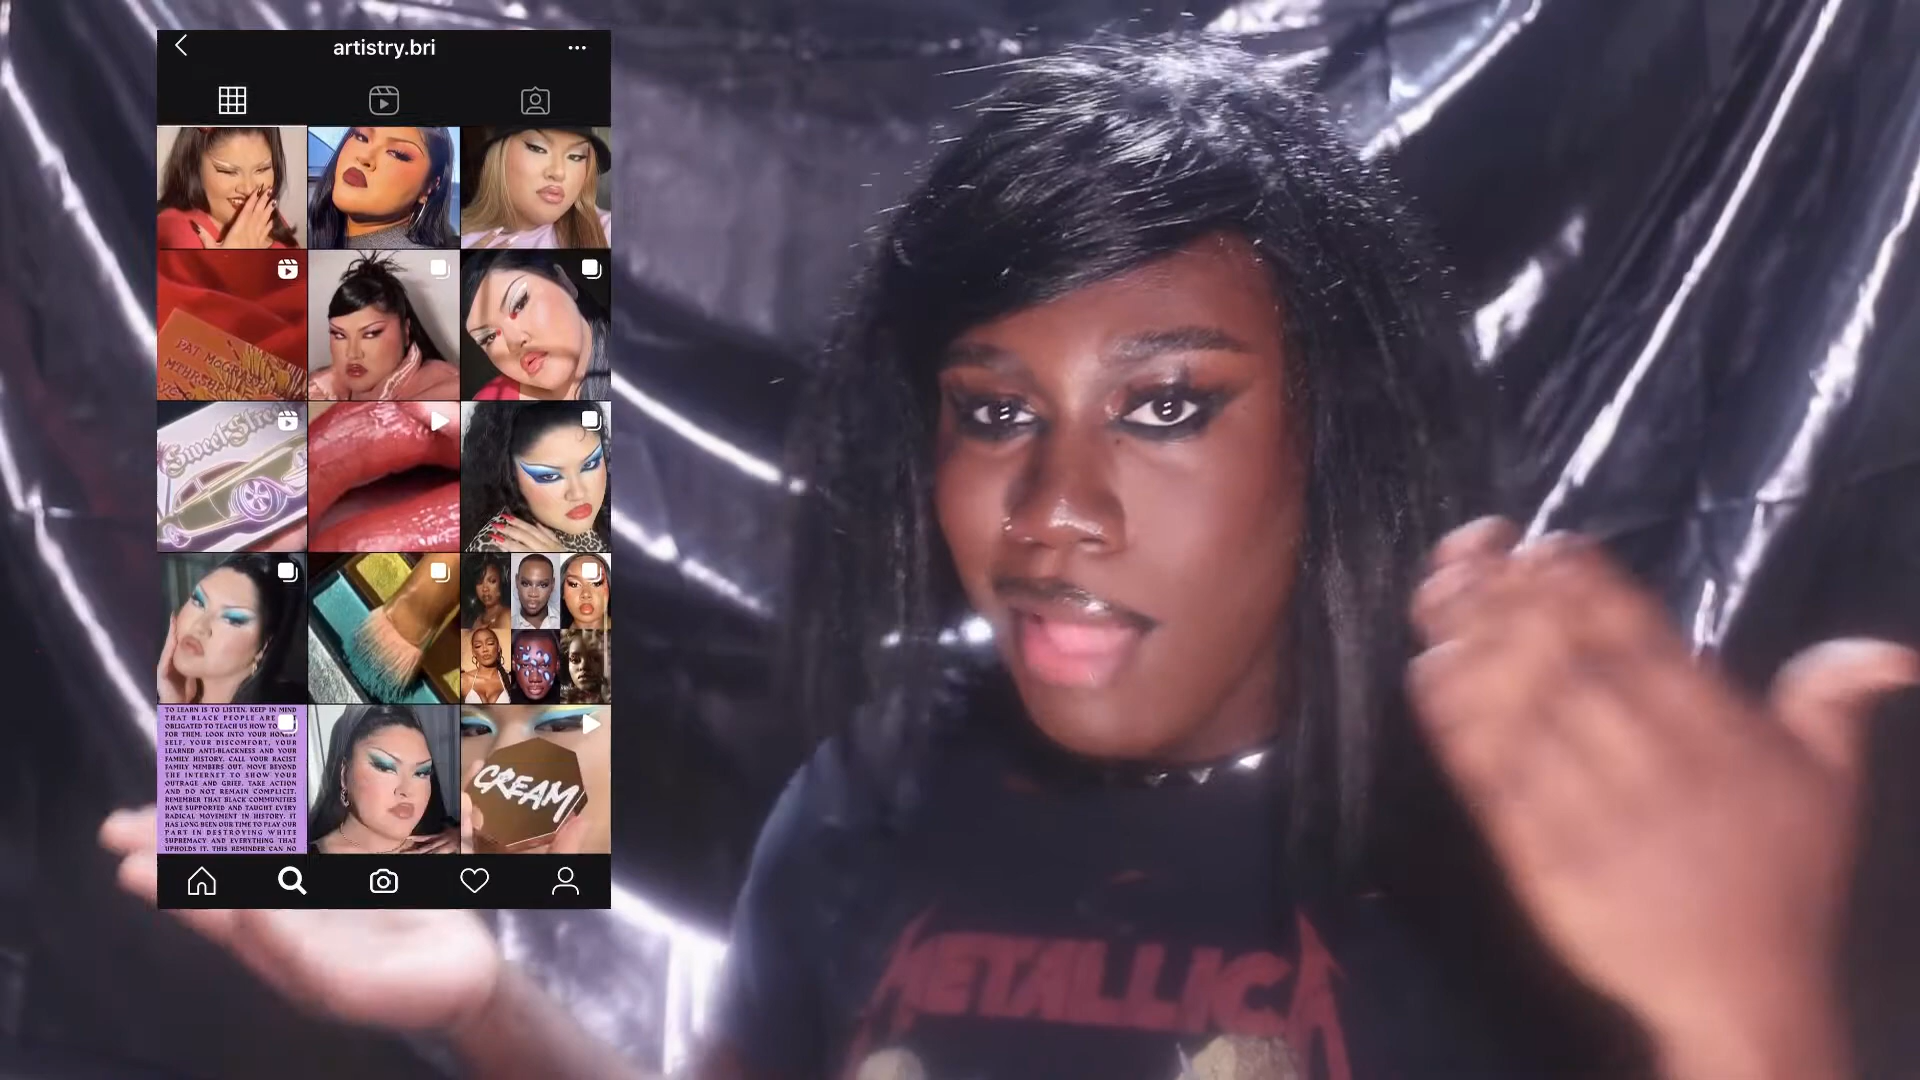 artistry.bri
PAT McGRATH
MTHRSHP
Sweet Stre
TO LEARN IS TO LISTEN. KEEP IN MIND
THAT BLACK PEOPLE ARE
OBLIGATED TO TEACH US HOW TO
FOR THEM. LOOK INTO YOUR HONEST
SELF, YOUR DISCOMFORT, YOUR
LEARNED ANTI-BLACKNESS AND YOUR
FAMILY HISTORY. CALL YOUR RACIST
FAMILY MEMBERS OUT. MOVE BEYOND
THE INTERNET TO SHOW YOUR
OUTRAGE AND GRIEF. TAKE ACTION
AND DO NOT REMAIN COMPLICIT.
REMEMBER THAT BLACK COMMUNITIES
HAVE SUPPORTED AND TAUGHT EVERY
RADICAL MOVEMENT IN HISTORY. IT
HAS LONG BEEN OUR TIME TO PLAY OUR
PART IN DESTROYING WHITE
SUPREMACY AND EVERYTHING THAT
UPHOLDS IT. THIS REMINDER CAN NO
CREAM
METALLICA